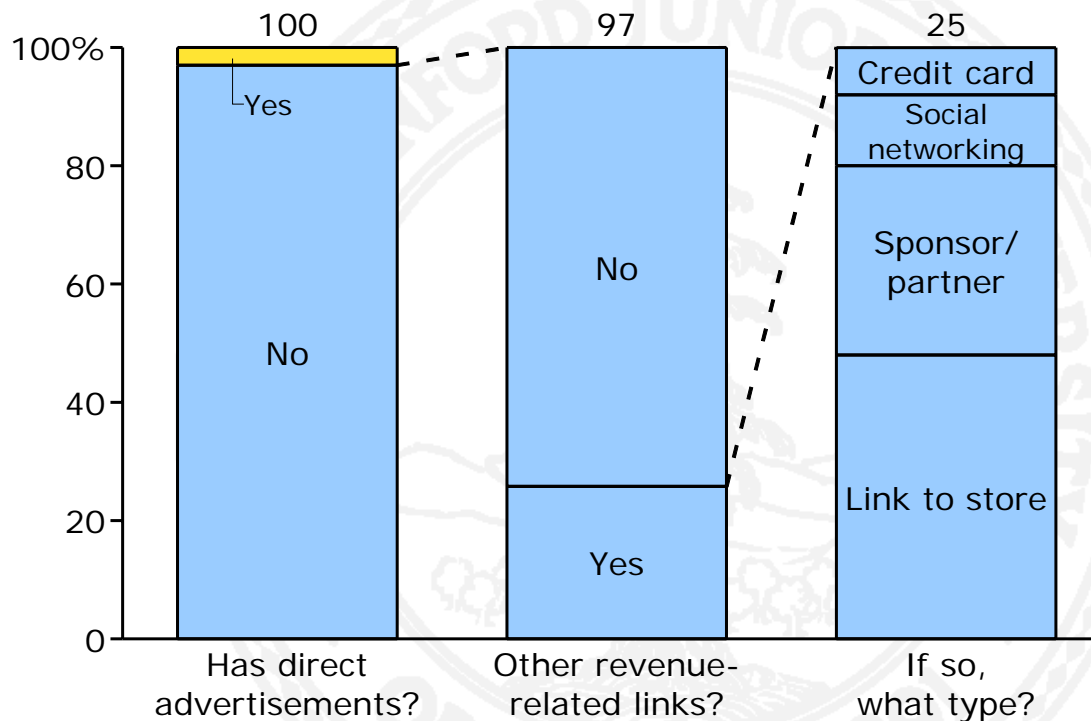 100
97
25
100%
80
60
40
20
0
Yes
No
No
Yes
Credit card
Social
networking
Sponsor/
partner
Link to store
Has direct
advertisements?
Other revenue-
related links?
If so,
what type?